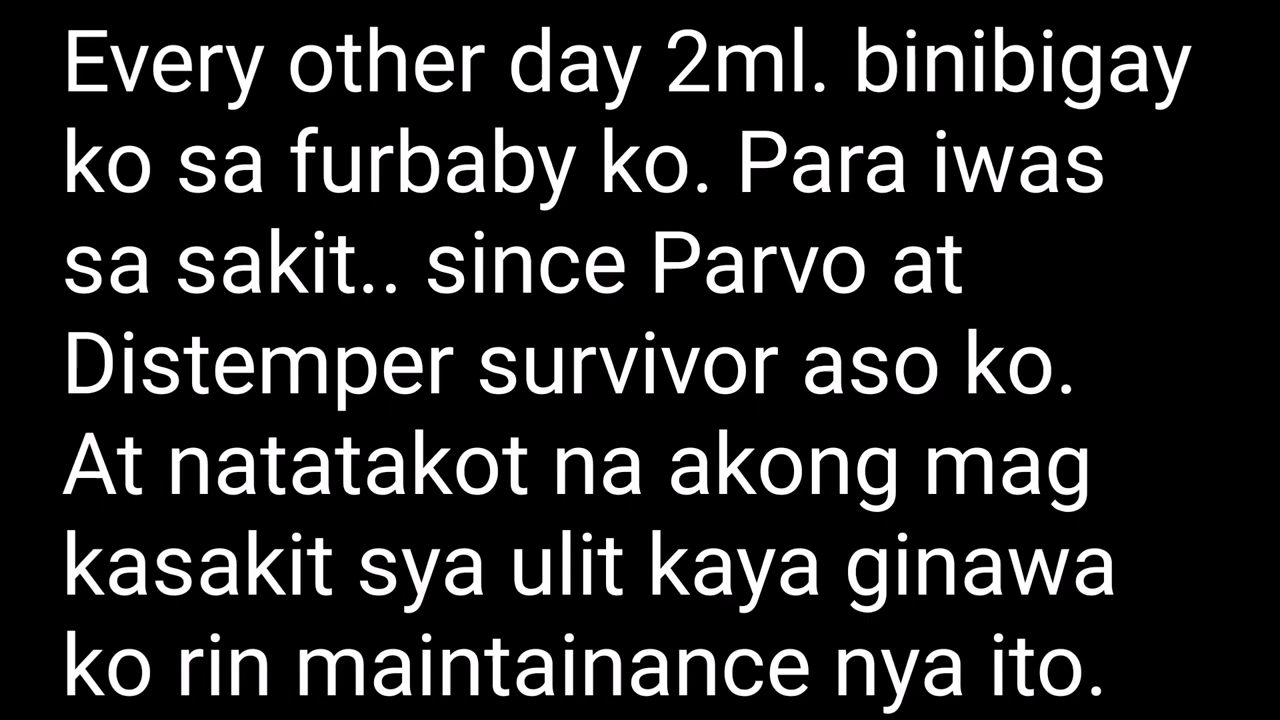 Every other day 2ml. binibigay
ko sa furbaby ko. Para iwas
sa sakit.. since Parvo at
Distemper survivor aso ko.
At natatakot na akong mag
kasakit sya ulit kaya ginawa
ko rin maintainance nya ito.